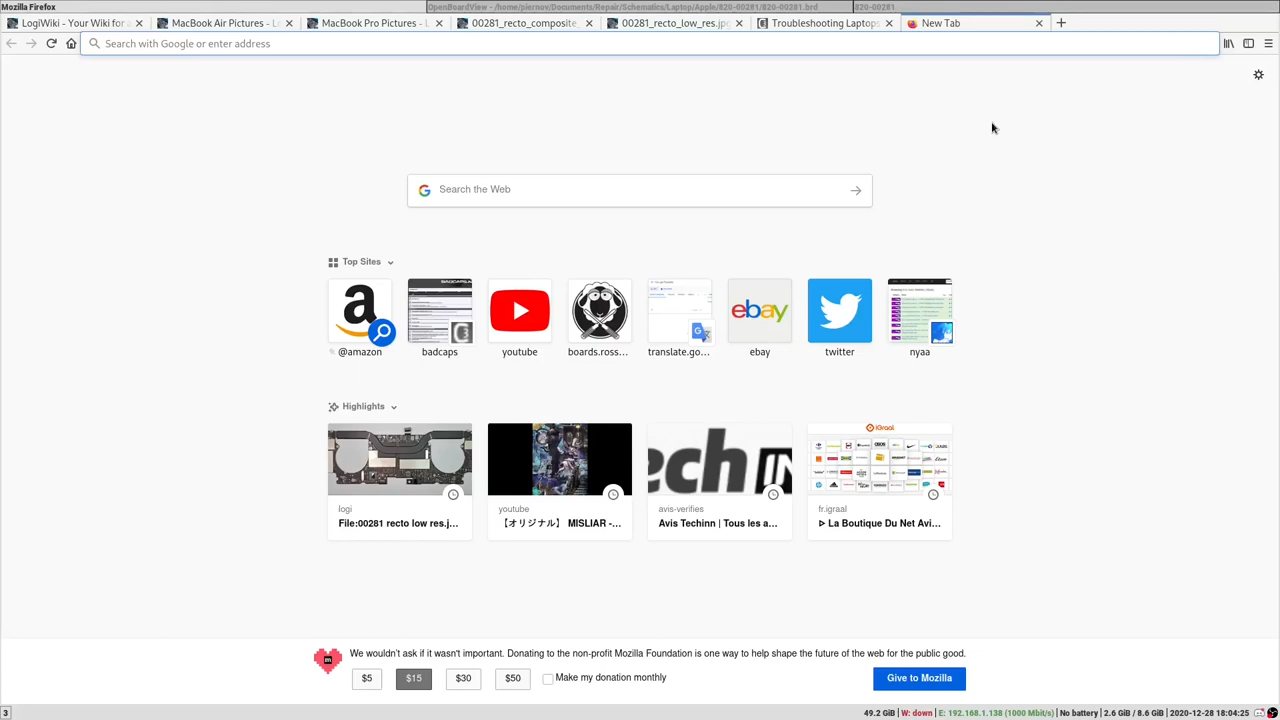 Mozilla Firefox
OpenBoardView - /home/piernov/Documents/Repair/Schematics/Laptop/Apple/820-00281/820-00281.brd
820-00281
LogiWiki - Your Wiki for a
MacBook Air Pictures - L
MacBook Pro Pictures - L
00281_recto_composite
00281_recto_low_res.jpg
Troubleshooting Laptops
New Tab
Search with Google or enter address
Search the Web
Top Sites
@amazon
badcaps
youtube
boards.ross...
translate.go...
ebay
twitter
nyaa
Highlights
logi
File:00281 recto low res.j...
youtube
【オリジナル】 MISLIAR -...
avis-verifies
Avis Techinn | Tous les a...
fr.igraal
ᐅ La Boutique Du Net Avi...
ech IN
iGraal
We wouldn't ask if it wasn't important. Donating to the non-profit Mozilla Foundation is one way to help shape the future of the web for the public good.
$5
$15
$30
$50
Make my donation monthly
Give to Mozilla
3
49.2 GiB | W: down | E: 192.168.1.138 (1000 Mbit/s) | No battery | 2.6 GiB / 8.6 GiB | 2020-12-28 18:04:25